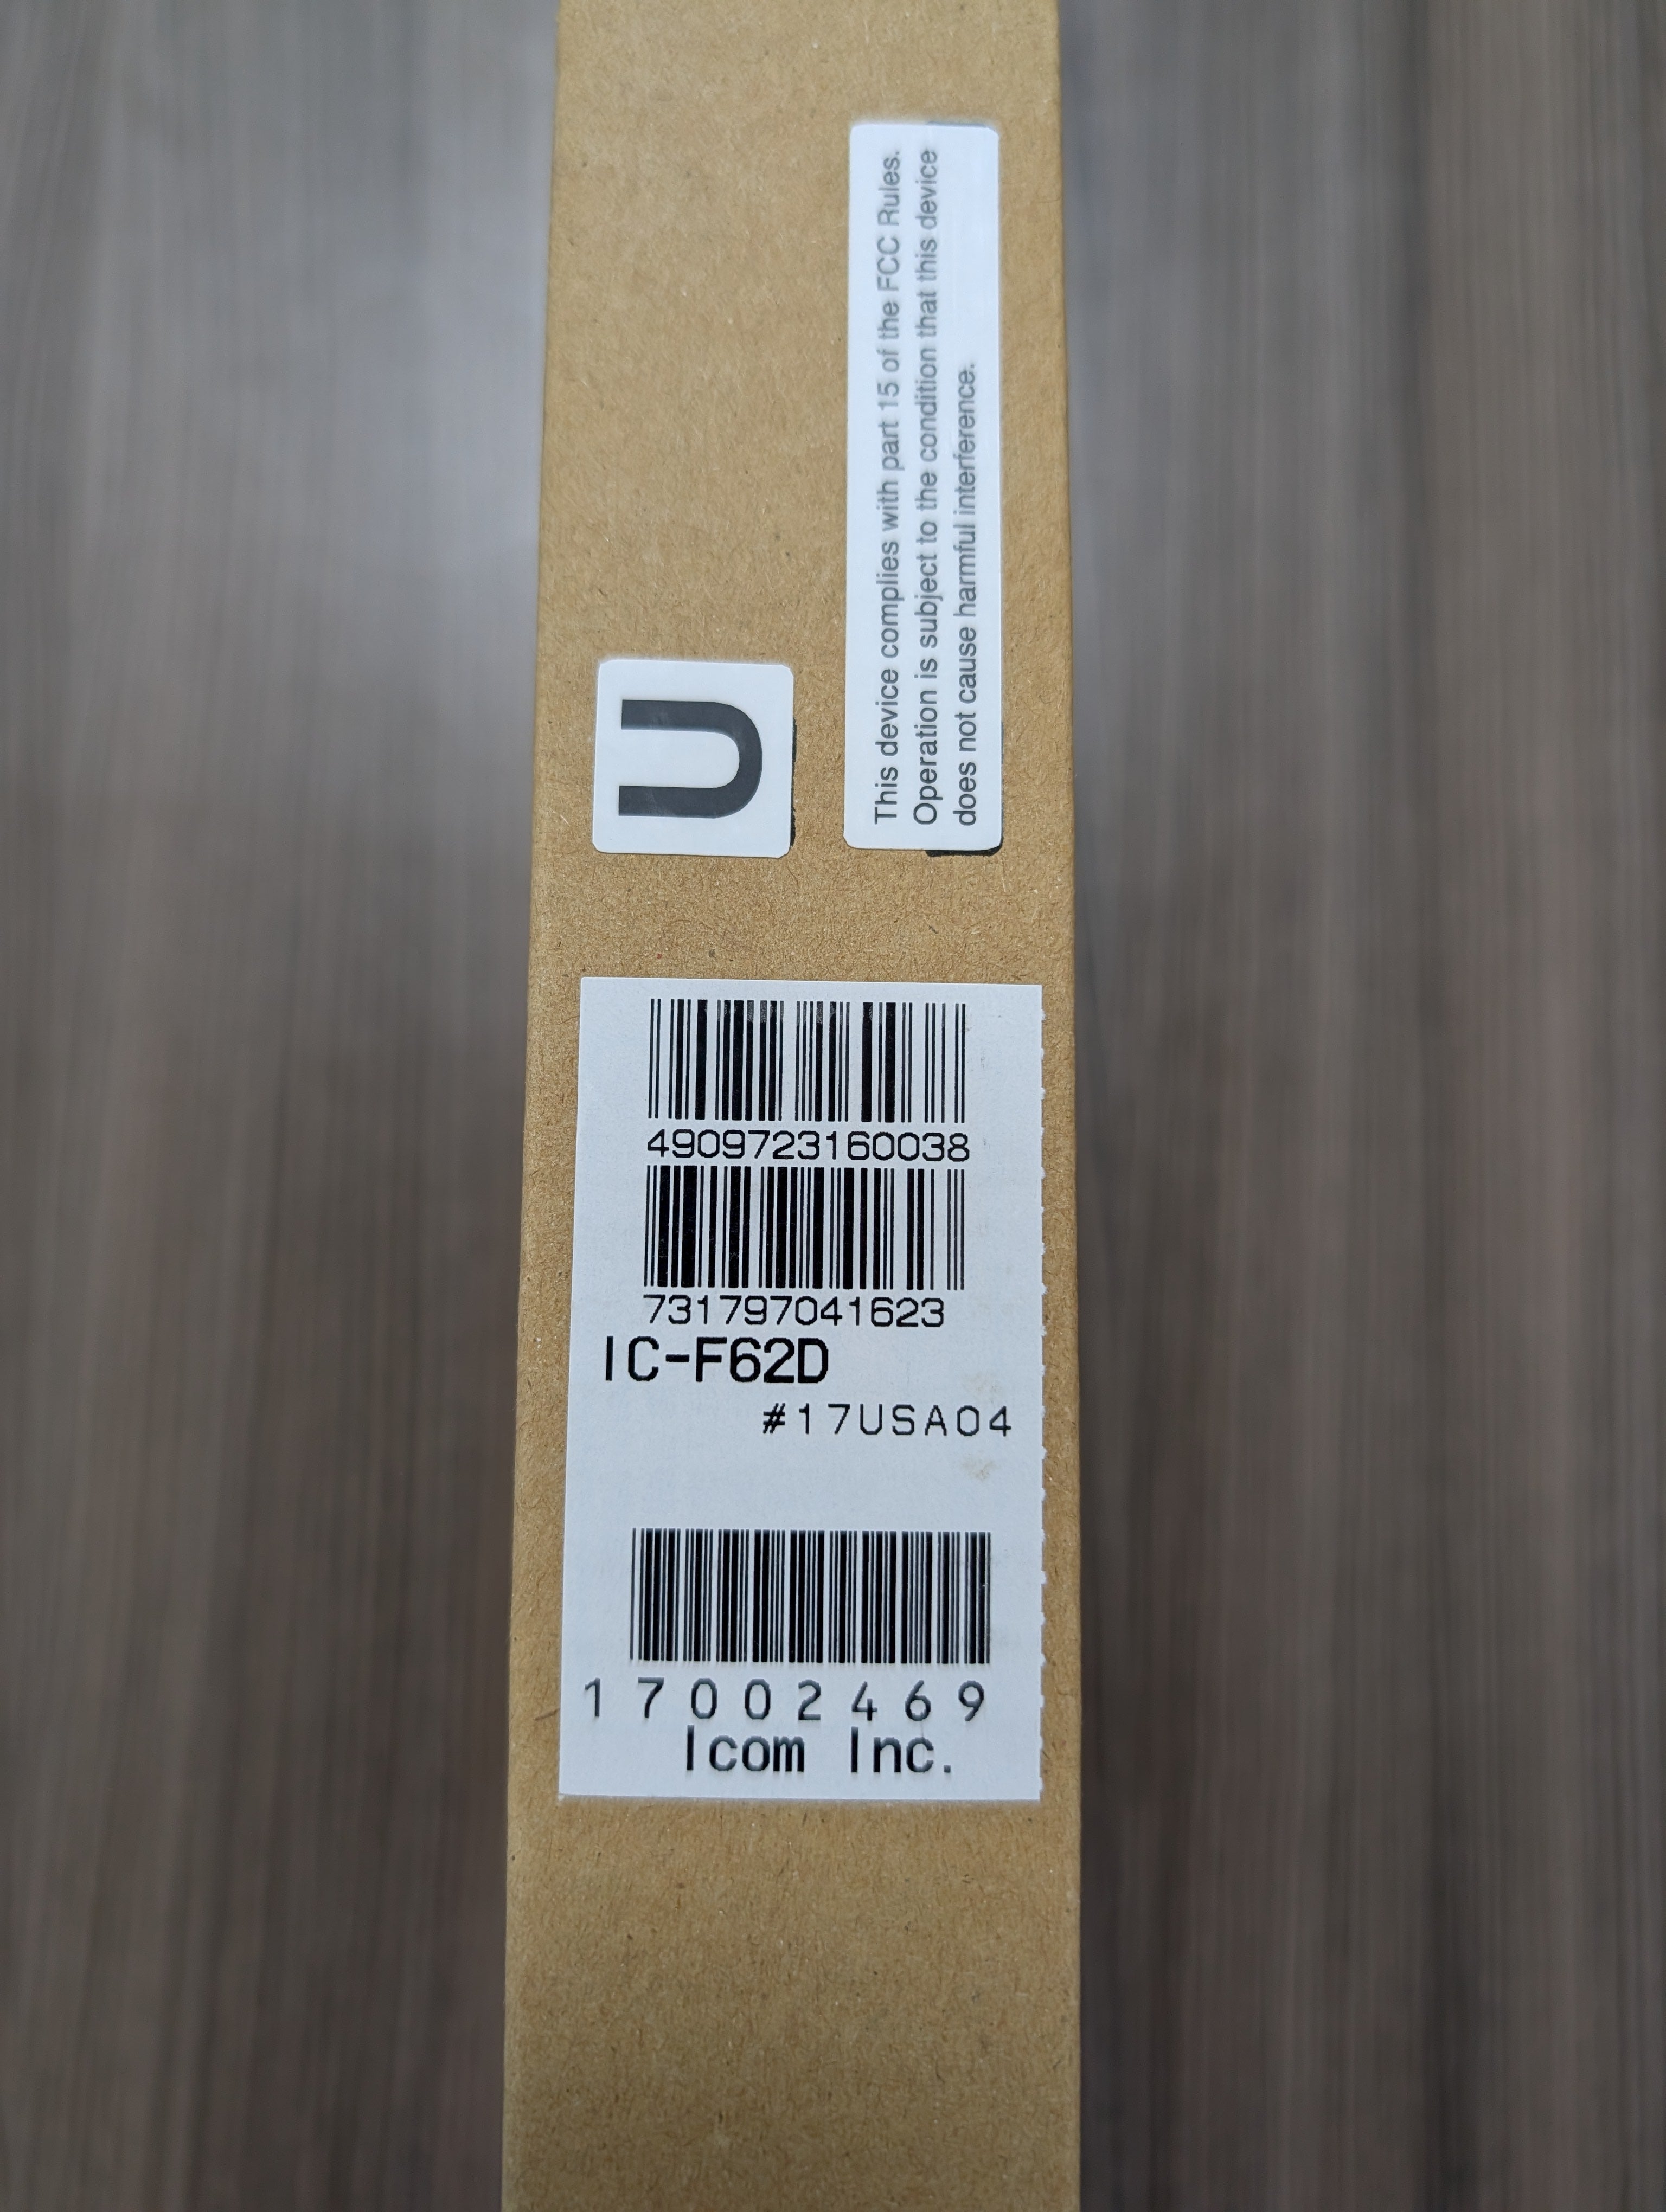 This device complies with part 15 of the FCC Rules.
Operation is subject to the condition that this device
does not cause harmful interference.
U
4909723160038
731797041623
IC-F62D
#17USA04
17002469
Icom Inc.